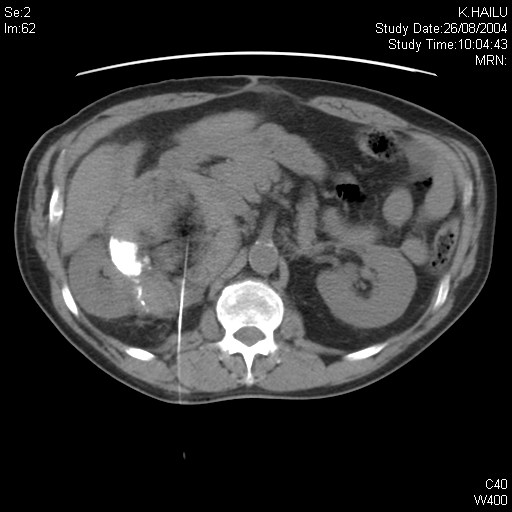 Se:2
Im:62
K.HAILU
Study Date:26/08/2004
Study Time:10:04:43
MRN:
C40
W400